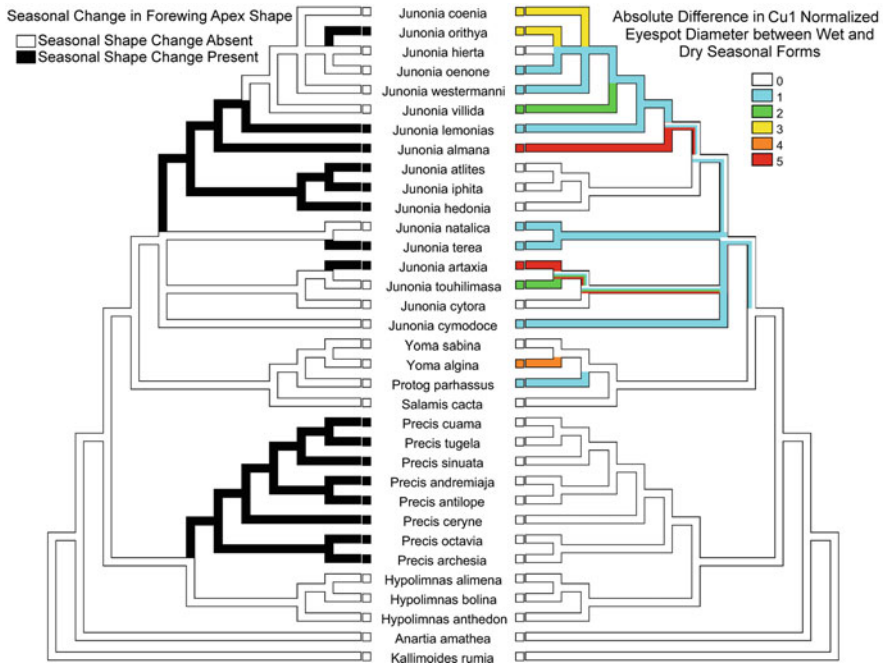 Seasonal Change in Forewing Apex Shape
Seasonal Shape Change Absent
Seasonal Shape Change Present
Junonia coenia
Junonia orithya
Junonia hierta
Junonia oenone
Junonia westermanni
Junonia villida
Junonia lemonias
Junonia almana
Junonia atlites
Junonia iphita
Junonia hedonia
Junonia natalica
Junonia terea
Junonia artaxia
Junonia touhilimasa
Junonia cytora
Junonia cymodoce
Yoma sabina
Yoma algina
Protog parhassus
Salamis cacta
Precis cuama
Precis tugela
Precis sinuata
Precis andremiaja
Precis antilope
Precis ceryne
Precis octavia
Precis archesia
Hypolimnas alimena
Hypolimnas bolina
Hypolimnas anthedon
Anartia amathea
Kallimoides rumia
Absolute Difference in Cu1 Normalized
Eyespot Diameter between Wet and
Dry Seasonal Forms
0
1
2
3
4
5